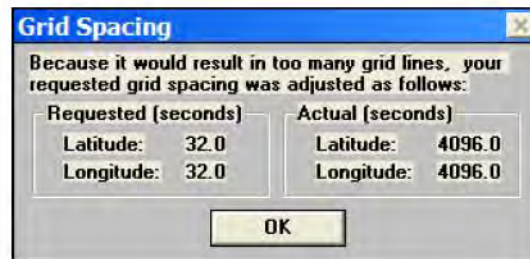 Grid Spacing
Because it would result in too many grid lines, your
requested grid spacing was adjusted as follows:
Requested (seconds)
Latitude: 32.0
Longitude: 32.0
Actual (seconds)
Latitude: 4096.0
Longitude: 4096.0
OK